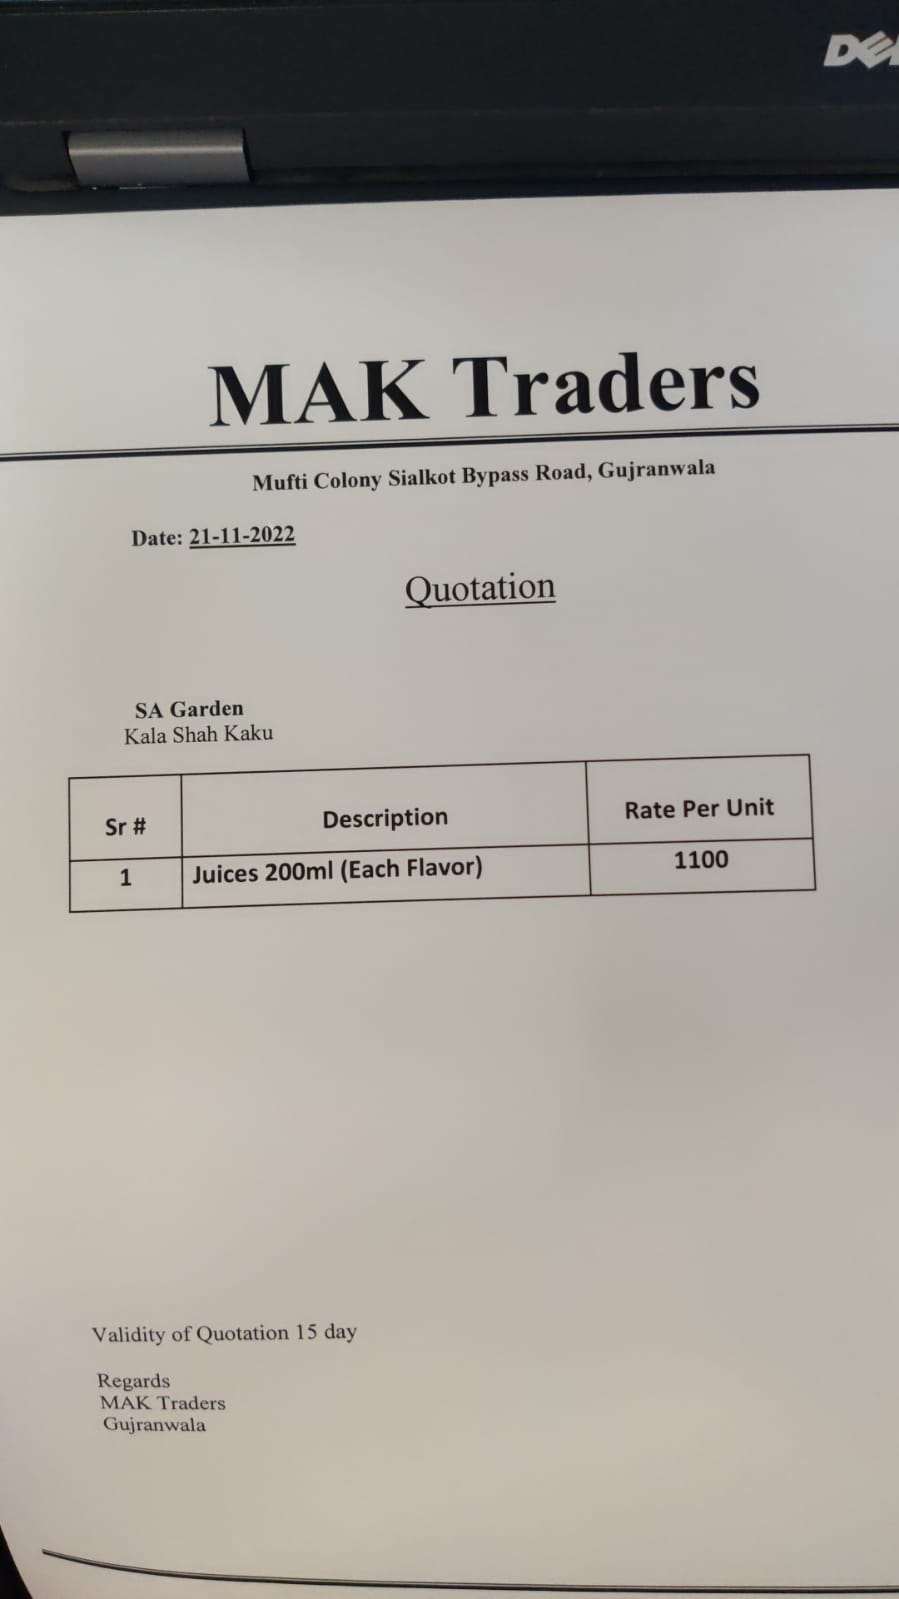 MAK Traders
Mufti Colony Sialkot Bypass Road, Gujranwala
Date: 21-11-2022
Quotation
SA Garden
Kala Shah Kaku
Sr # Description Rate Per Unit
1 Juices 200ml (Each Flavor) 1100
Validity of Quotation 15 day
Regards
MAK Traders
Gujranwala